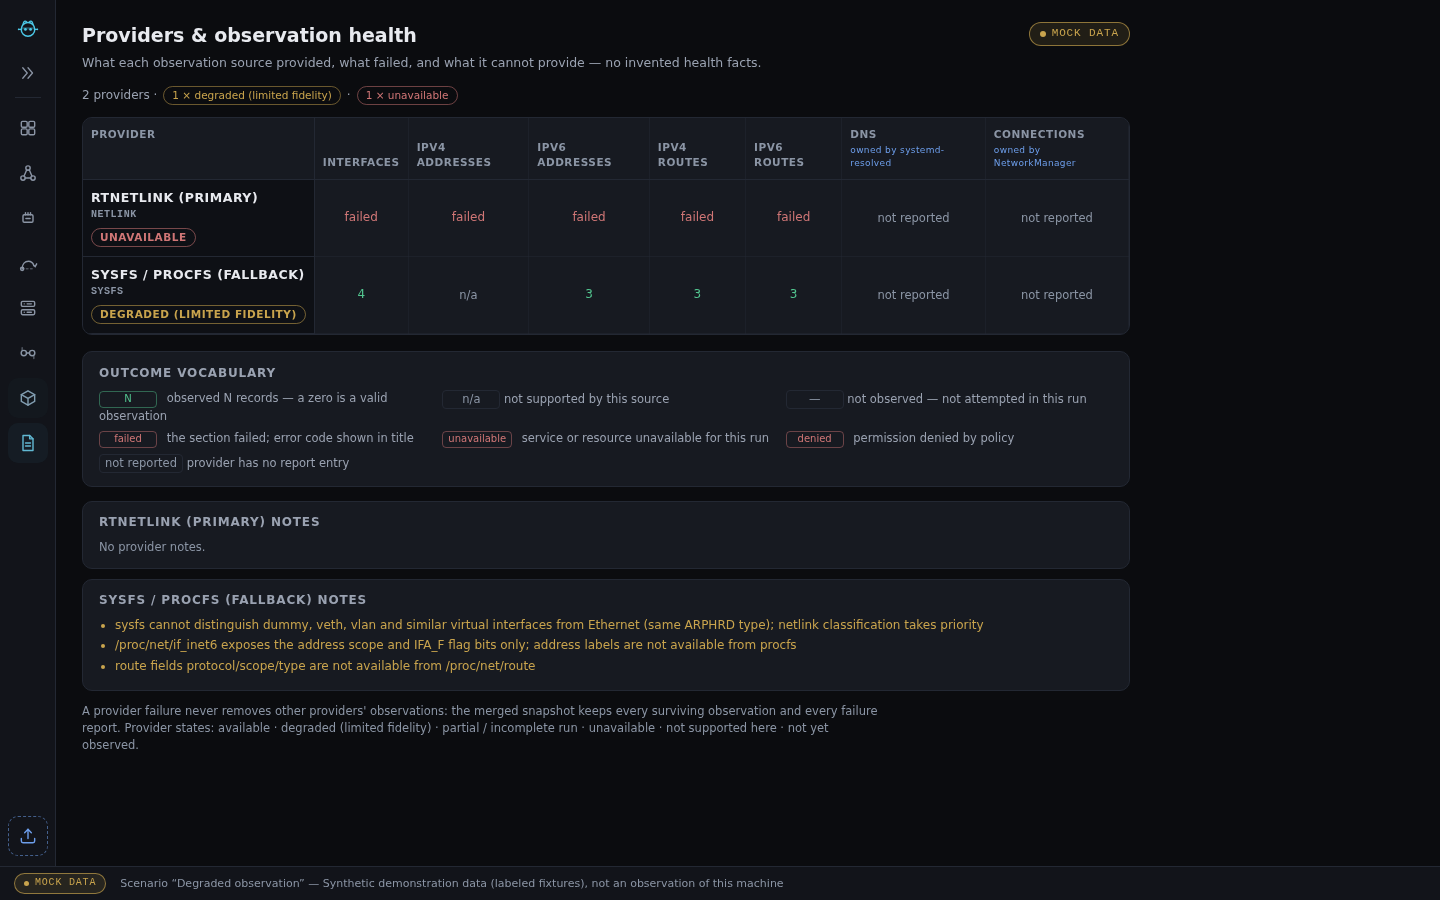 Providers & observation health
MOCK DATA
What each observation source provided, what failed, and what it cannot provide — no invented health facts.
2 providers · 1 × degraded (limited fidelity) · 1 × unavailable
PROVIDER
INTERFACES
IPV4
ADDRESSES
IPV6
ADDRESSES
IPV4
ROUTES
IPV6
ROUTES
DNS
owned by systemd-
resolved
CONNECTIONS
owned by
NetworkManager
RTNETLINK (PRIMARY)
NETLINK
UNAVAILABLE
failed failed failed failed failed not reported not reported
SYSFS / PROCFS (FALLBACK)
SYSFS
DEGRADED (LIMITED FIDELITY)
4 n/a 3 3 3 not reported not reported
OUTCOME VOCABULARY
N observed N records — a zero is a valid
observation
n/a not supported by this source
— not observed — not attempted in this run
failed the section failed; error code shown in title
unavailable service or resource unavailable for this run
denied permission denied by policy
not reported provider has no report entry
RTNETLINK (PRIMARY) NOTES
No provider notes.
SYSFS / PROCFS (FALLBACK) NOTES
• sysfs cannot distinguish dummy, veth, vlan and similar virtual interfaces from Ethernet (same ARPHRD type); netlink classification takes priority
• /proc/net/if_inet6 exposes the address scope and IFA_F flag bits only; address labels are not available from procfs
• route fields protocol/scope/type are not available from /proc/net/route
A provider failure never removes other providers' observations: the merged snapshot keeps every surviving observation and every failure
report. Provider states: available · degraded (limited fidelity) · partial / incomplete run · unavailable · not supported here · not yet
observed.
MOCK DATA Scenario “Degraded observation” — Synthetic demonstration data (labeled fixtures), not an observation of this machine